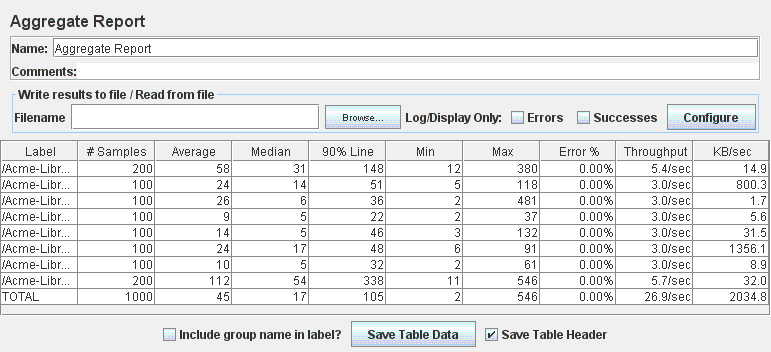 Aggregate Report
Name: Aggregate Report
Comments:
Write results to file / Read from file
Filename Browse... Log/Display Only: Errors Successes Configure
Label # Samples Average Median 90% Line Min Max Error % Throughput KB/sec
/Acme-Libr... 200 58 31 148 12 380 0.00% 5.4/sec 14.9
/Acme-Libr... 100 24 14 51 5 118 0.00% 3.0/sec 800.3
/Acme-Libr... 100 26 6 36 2 481 0.00% 3.0/sec 1.7
/Acme-Libr... 100 9 5 22 2 37 0.00% 3.0/sec 5.6
/Acme-Libr... 100 14 5 46 3 132 0.00% 3.0/sec 31.5
/Acme-Libr... 100 24 17 48 6 91 0.00% 3.0/sec 1356.1
/Acme-Libr... 100 10 5 32 2 61 0.00% 3.0/sec 8.9
/Acme-Libr... 200 112 54 338 11 546 0.00% 5.7/sec 32.0
TOTAL 1000 45 17 105 2 546 0.00% 26.9/sec 2034.8
Include group name in label? Save Table Data Save Table Header